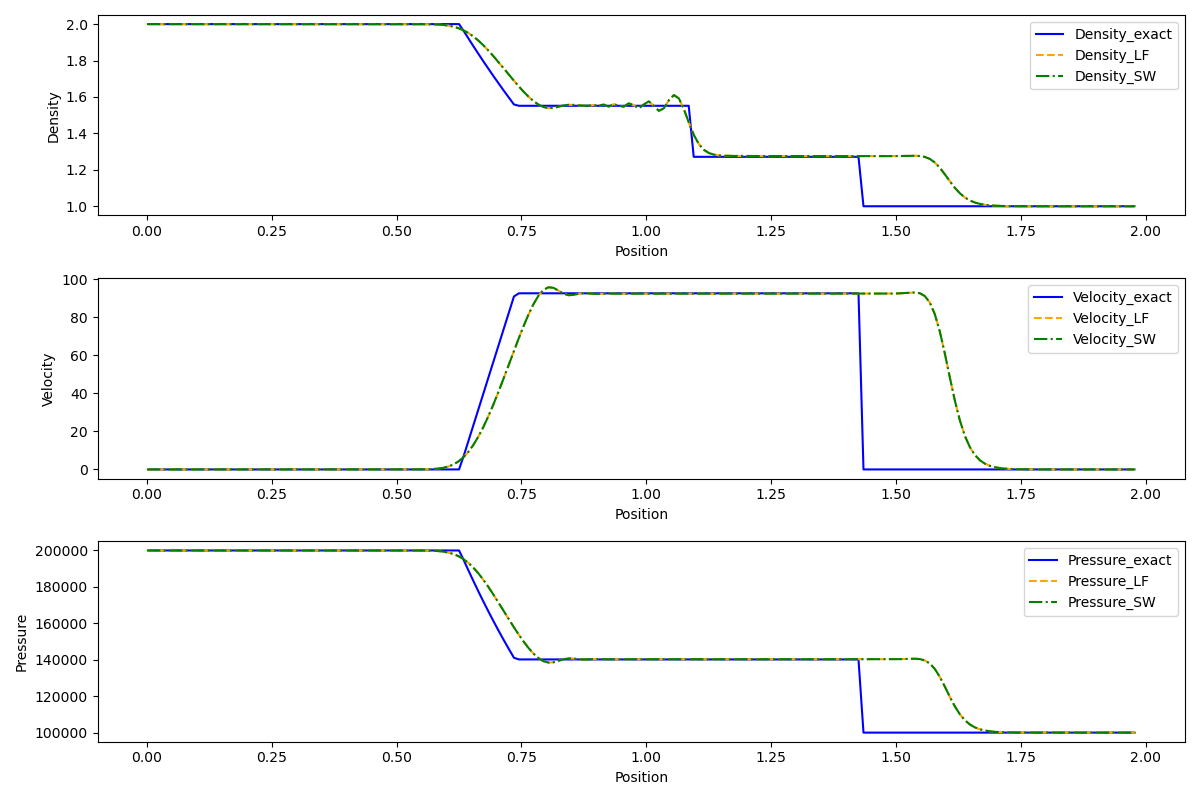 2.0
1.8
1.6
1.4
1.2
1.0
Density
Density_exact
Density_LF
Density_SW
0.00 0.25 0.50 0.75 1.00 1.25 1.50 1.75 2.00
Position
100
80
60
40
20
0
Velocity
Velocity_exact
Velocity_LF
Velocity_SW
0.00 0.25 0.50 0.75 1.00 1.25 1.50 1.75 2.00
Position
200000
180000
160000
140000
120000
100000
Pressure
Pressure_exact
Pressure_LF
Pressure_SW
0.00 0.25 0.50 0.75 1.00 1.25 1.50 1.75 2.00
Position